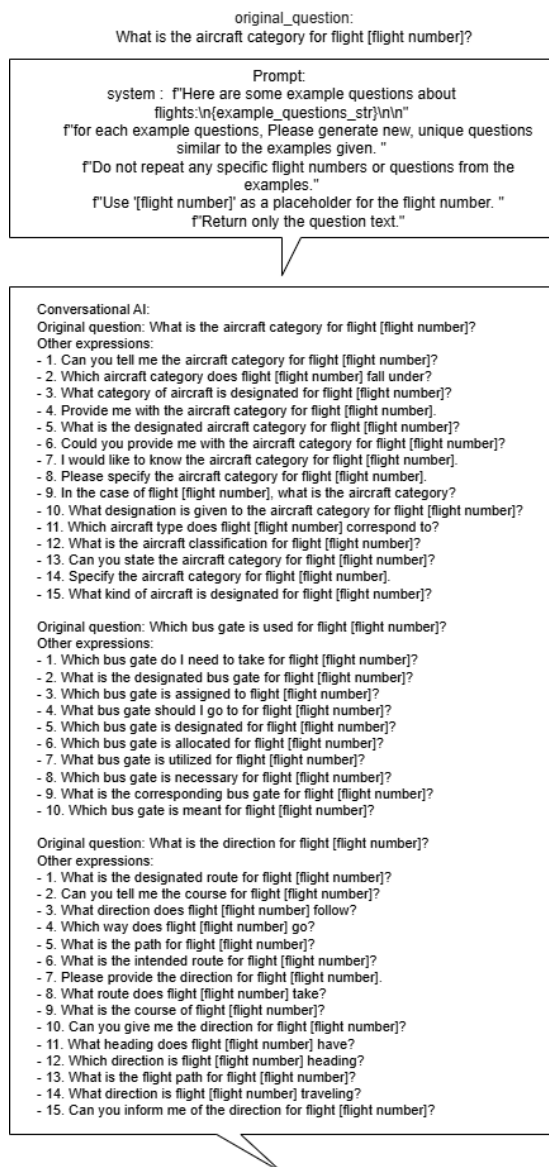 original_question:
What is the aircraft category for flight [flight number]?
Prompt:
system : f"Here are some example questions about
flights:\n{example_questions_str}\n\n"
f"for each example questions, Please generate new, unique questions
similar to the examples given. "
f"Do not repeat any specific flight numbers or questions from the
examples."
f"Use '[flight number]' as a placeholder for the flight number. "
f"Return only the question text."
Conversational AI:
Original question: What is the aircraft category for flight [flight number]?
Other expressions:
- 1. Can you tell me the aircraft category for flight [flight number]?
- 2. Which aircraft category does flight [flight number] fall under?
- 3. What category of aircraft is designated for flight [flight number]?
- 4. Provide me with the aircraft category for flight [flight number].
- 5. What is the designated aircraft category for flight [flight number]?
- 6. Could you provide me with the aircraft category for flight [flight number]?
- 7. I would like to know the aircraft category for flight [flight number].
- 8. Please specify the aircraft category for flight [flight number].
- 9. In the case of flight [flight number], what is the aircraft category?
- 10. What designation is given to the aircraft category for flight [flight number]?
- 11. Which aircraft type does flight [flight number] correspond to?
- 12. What is the aircraft classification for flight [flight number]?
- 13. Can you state the aircraft category for flight [flight number]?
- 14. Specify the aircraft category for flight [flight number].
- 15. What kind of aircraft is designated for flight [flight number]?
Original question: Which bus gate is used for flight [flight number]?
Other expressions:
- 1. Which bus gate do I need to take for flight [flight number]?
- 2. What is the designated bus gate for flight [flight number]?
- 3. Which bus gate is assigned to flight [flight number]?
- 4. What bus gate should I go to for flight [flight number]?
- 5. Which bus gate is designated for flight [flight number]?
- 6. Which bus gate is allocated for flight [flight number]?
- 7. What bus gate is utilized for flight [flight number]?
- 8. Which bus gate is necessary for flight [flight number]?
- 9. What is the corresponding bus gate for flight [flight number]?
- 10. Which bus gate is meant for flight [flight number]?
Original question: What is the direction for flight [flight number]?
Other expressions:
- 1. What is the designated route for flight [flight number]?
- 2. Can you tell me the course for flight [flight number]?
- 3. What direction does flight [flight number] follow?
- 4. Which way does flight [flight number] go?
- 5. What is the path for flight [flight number]?
- 6. What is the intended route for flight [flight number]?
- 7. Please provide the direction for flight [flight number].
- 8. What route does flight [flight number] take?
- 9. What is the course of flight [flight number]?
- 10. Can you give me the direction for flight [flight number]?
- 11. What heading does flight [flight number] have?
- 12. Which direction is flight [flight number] heading?
- 13. What is the flight path for flight [flight number]?
- 14. What direction is flight [flight number] traveling?
- 15. Can you inform me of the direction for flight [flight number]?